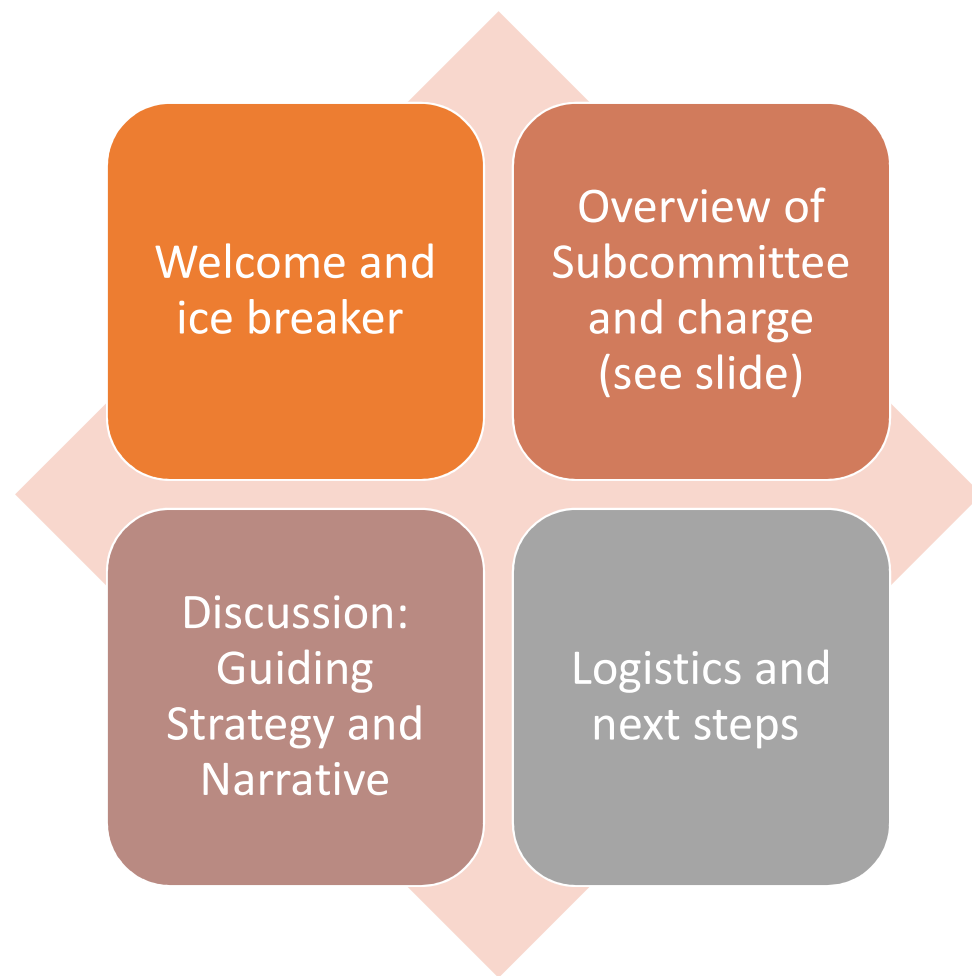 Welcome and
ice breaker
Overview of
Subcommittee
and charge
(see slide)
Discussion:
Guiding
Strategy and
Narrative
Logistics and
next steps